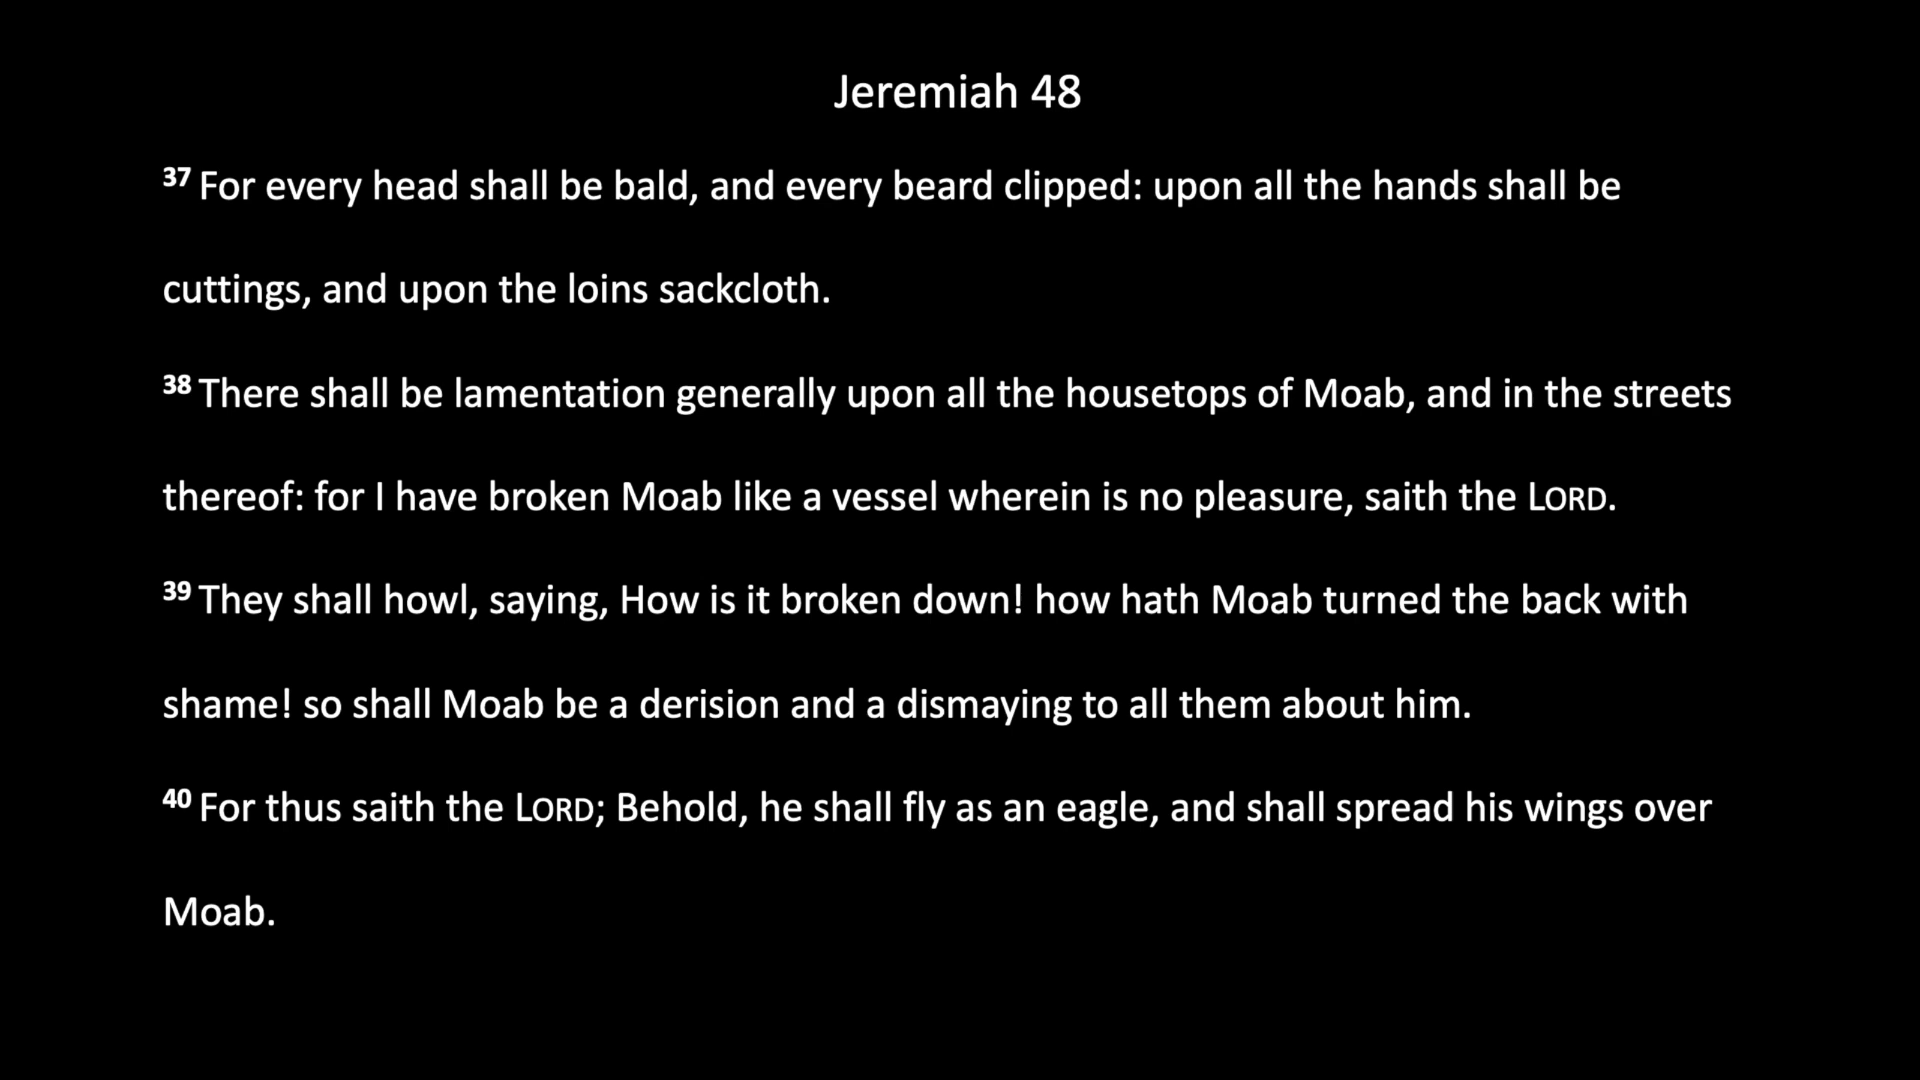 Jeremiah 48
37 For every head shall be bald, and every beard clipped: upon all the hands shall be
cuttings, and upon the loins sackcloth.
38 There shall be lamentation generally upon all the housetops of Moab, and in the streets
thereof: for I have broken Moab like a vessel wherein is no pleasure, saith the LORD.
39 They shall howl, saying, How is it broken down! how hath Moab turned the back with
shame! so shall Moab be a derision and a dismaying to all them about him.
40 For thus saith the LORD; Behold, he shall fly as an eagle, and shall spread his wings over
Moab.